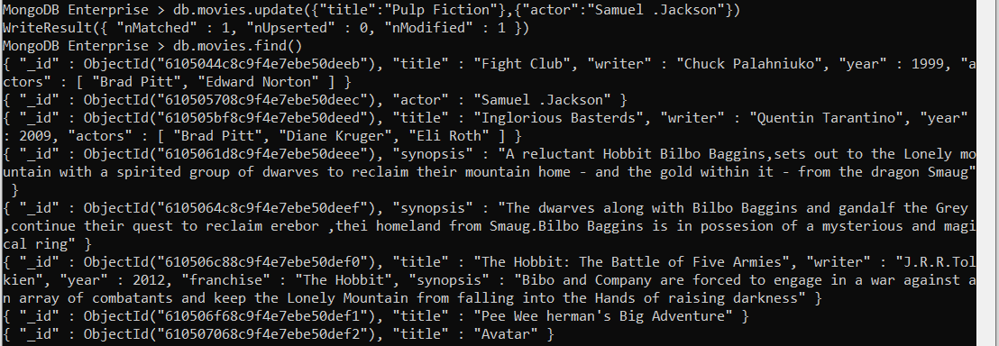 MongoDB Enterprise > db.movies.update({"title":"Pulp Fiction"},{"actor":"Samuel .Jackson"})
WriteResult({ "nMatched" : 1, "nUpserted" : 0, "nModified" : 1 })
MongoDB Enterprise > db.movies.find()
{ "_id" : ObjectId("6105044c8c9f4e7ebe50deeb"), "title" : "Fight Club", "writer" : "Chuck Palahniuko", "year" : 1999, "a
ctors" : [ "Brad Pitt", "Edward Norton" ] }
{ "_id" : ObjectId("610505708c9f4e7ebe50deec"), "actor" : "Samuel .Jackson" }
{ "_id" : ObjectId("610505bf8c9f4e7ebe50deed"), "title" : "Inglorious Basterds", "writer" : "Quentin Tarantino", "year"
: 2009, "actors" : [ "Brad Pitt", "Diane Kruger", "Eli Roth" ] }
{ "_id" : ObjectId("6105061d8c9f4e7ebe50deee"), "synopsis" : "A reluctant Hobbit Bilbo Baggins,sets out to the Lonely mo
untain with a spirited group of dwarves to reclaim their mountain home - and the gold within it - from the dragon Smaug"
 }
{ "_id" : ObjectId("6105064c8c9f4e7ebe50deef"), "synopsis" : "The dwarves along with Bilbo Baggins and gandalf the Grey
,continue their quest to reclaim erebor ,thei homeland from Smaug.Bilbo Baggins is in possesion of a mysterious and magi
cal ring" }
{ "_id" : ObjectId("610506c88c9f4e7ebe50def0"), "title" : "The Hobbit: The Battle of Five Armies", "writer" : "J.R.R.Tol
kien", "year" : 2012, "franchise" : "The Hobbit", "synopsis" : "Bibo and Company are forced to engage in a war against a
n array of combatants and keep the Lonely Mountain from falling into the Hands of raising darkness" }
{ "_id" : ObjectId("610506f68c9f4e7ebe50def1"), "title" : "Pee Wee herman's Big Adventure" }
{ "_id" : ObjectId("610507068c9f4e7ebe50def2"), "title" : "Avatar" }